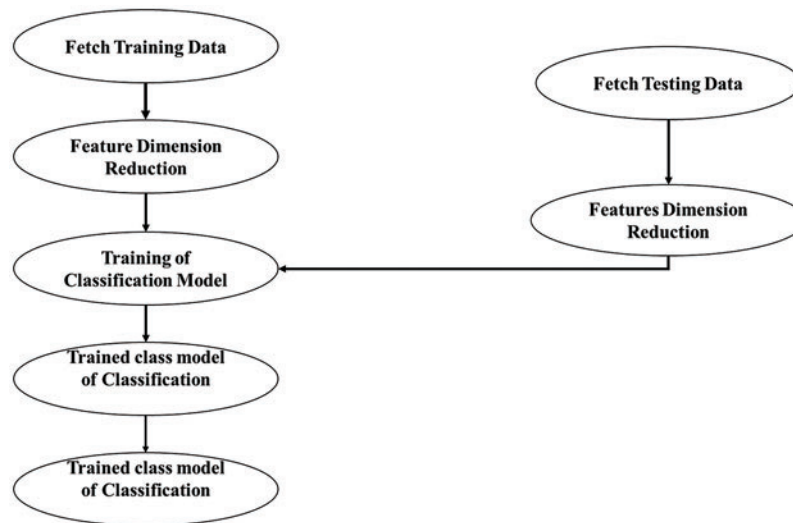 Fetch Training Data
Feature Dimension
Reduction
Training of
Classification Model
Trained class model
of Classification
Trained class model
of Classification
Fetch Testing Data
Features Dimension
Reduction